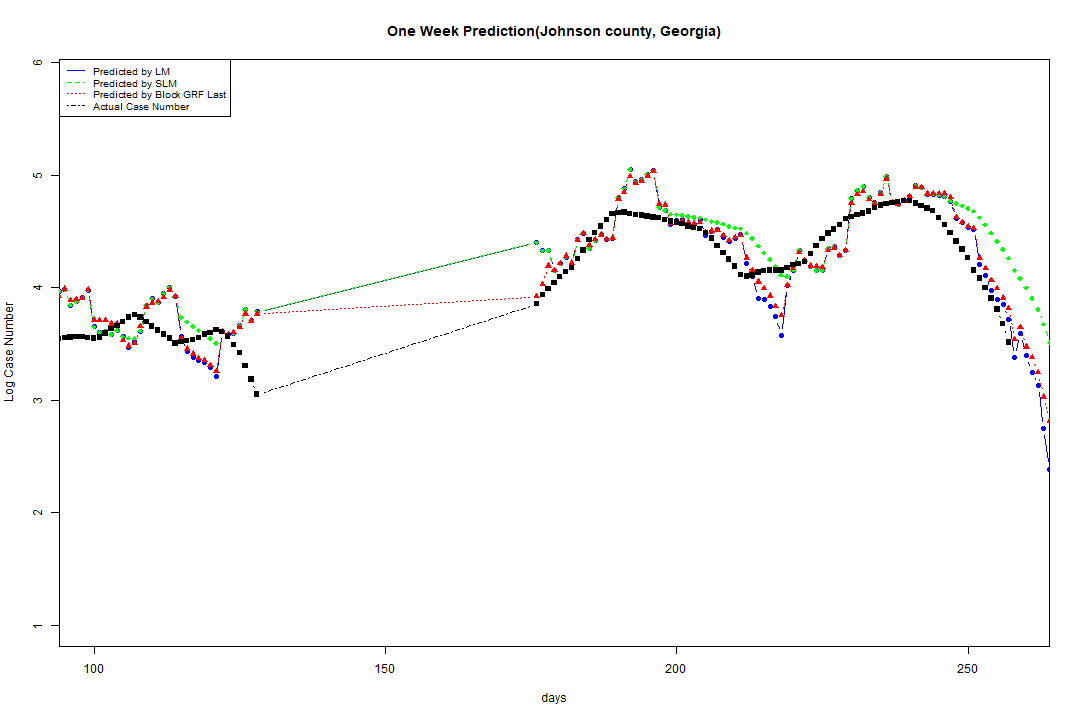 One Week Prediction(Johnson county, Georgia)
Predicted by LM
Predicted by SLM
Predicted by Block GRF Last
Actual Case Number
6
5
4
3
2
1
Log Case Number
100
150
200
250
days